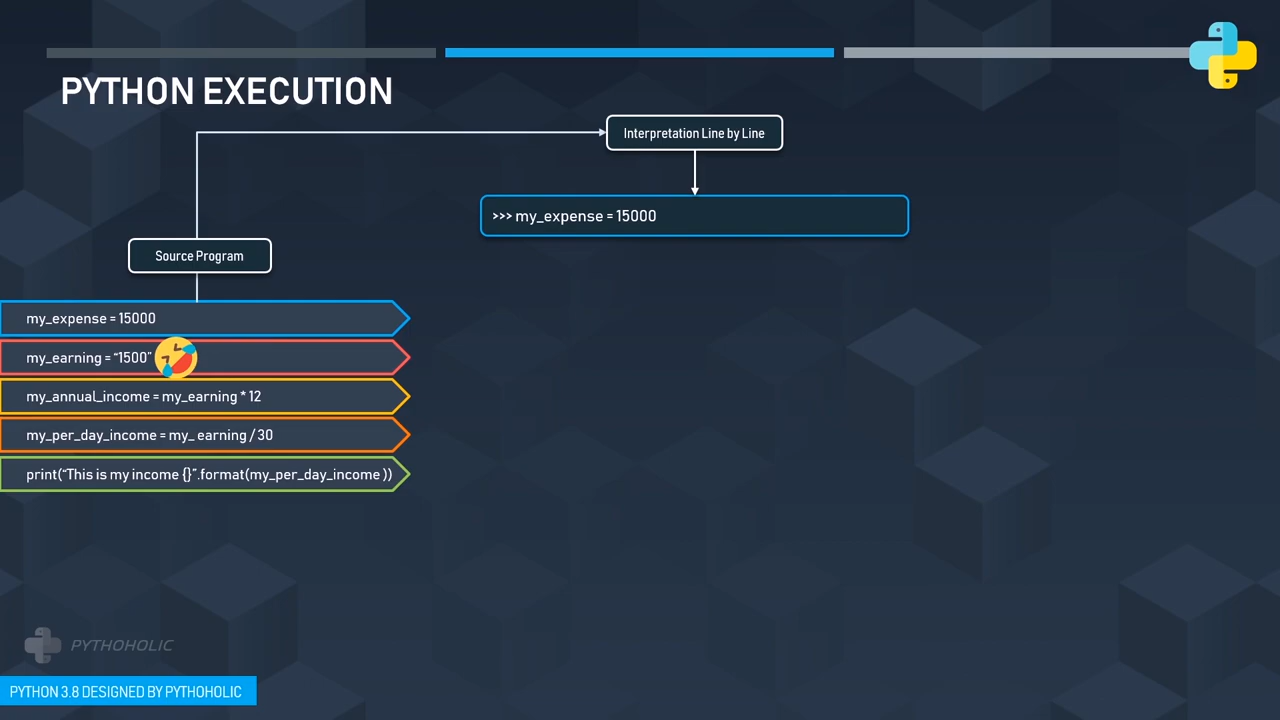 PYTHON EXECUTION
Interpretation Line by Line
>>> my_expense = 15000
Source Program
my_expense = 15000
my_earning = “1500”
my_annual_income = my_earning * 12
my_per_day_income = my_ earning / 30
print(“This is my income {}”.format(my_per_day_income ))
PYTHOHOLIC
PYTHON 3.8 DESIGNED BY PYTHOHOLIC